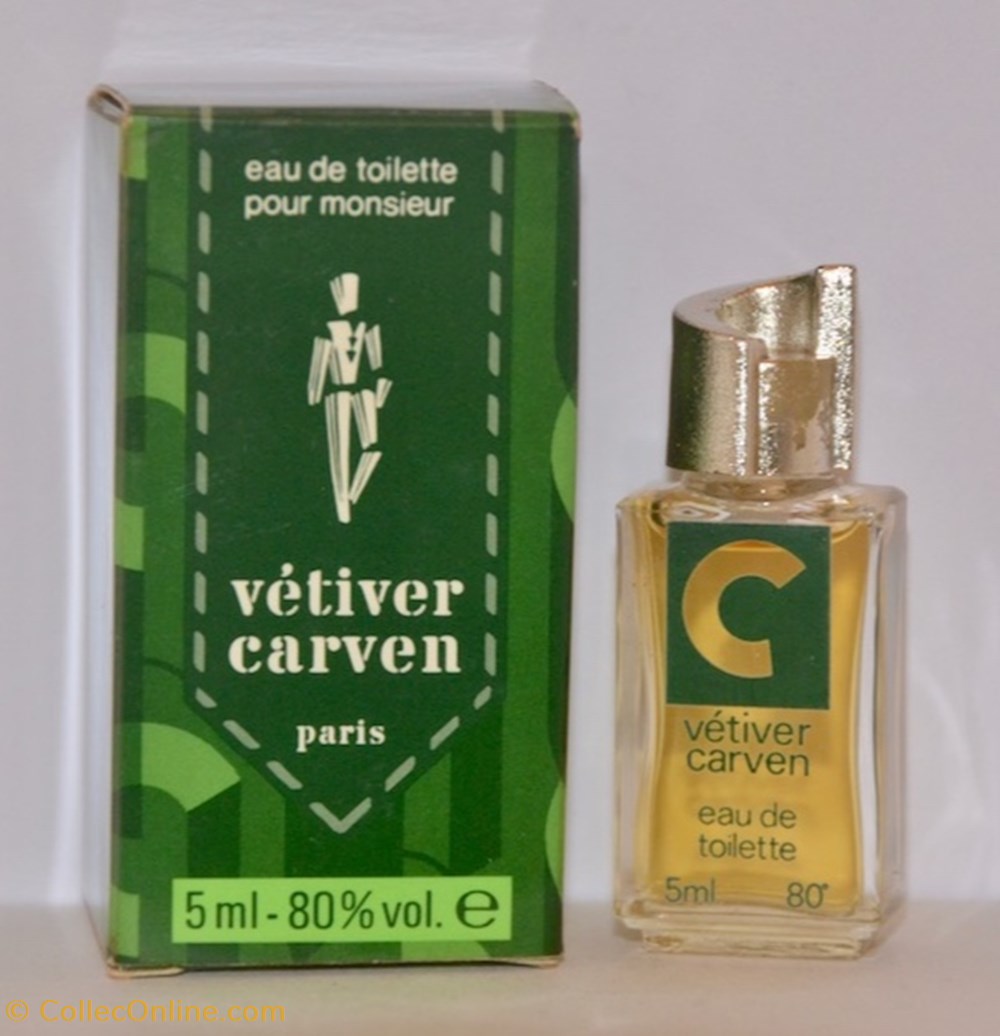 eau de toilette
pour monsieur
vétiver
carven
paris
5 ml - 80% vol. e
C
vétiver
carven
eau de
toilette
5ml 80°
© CollecOnline.com